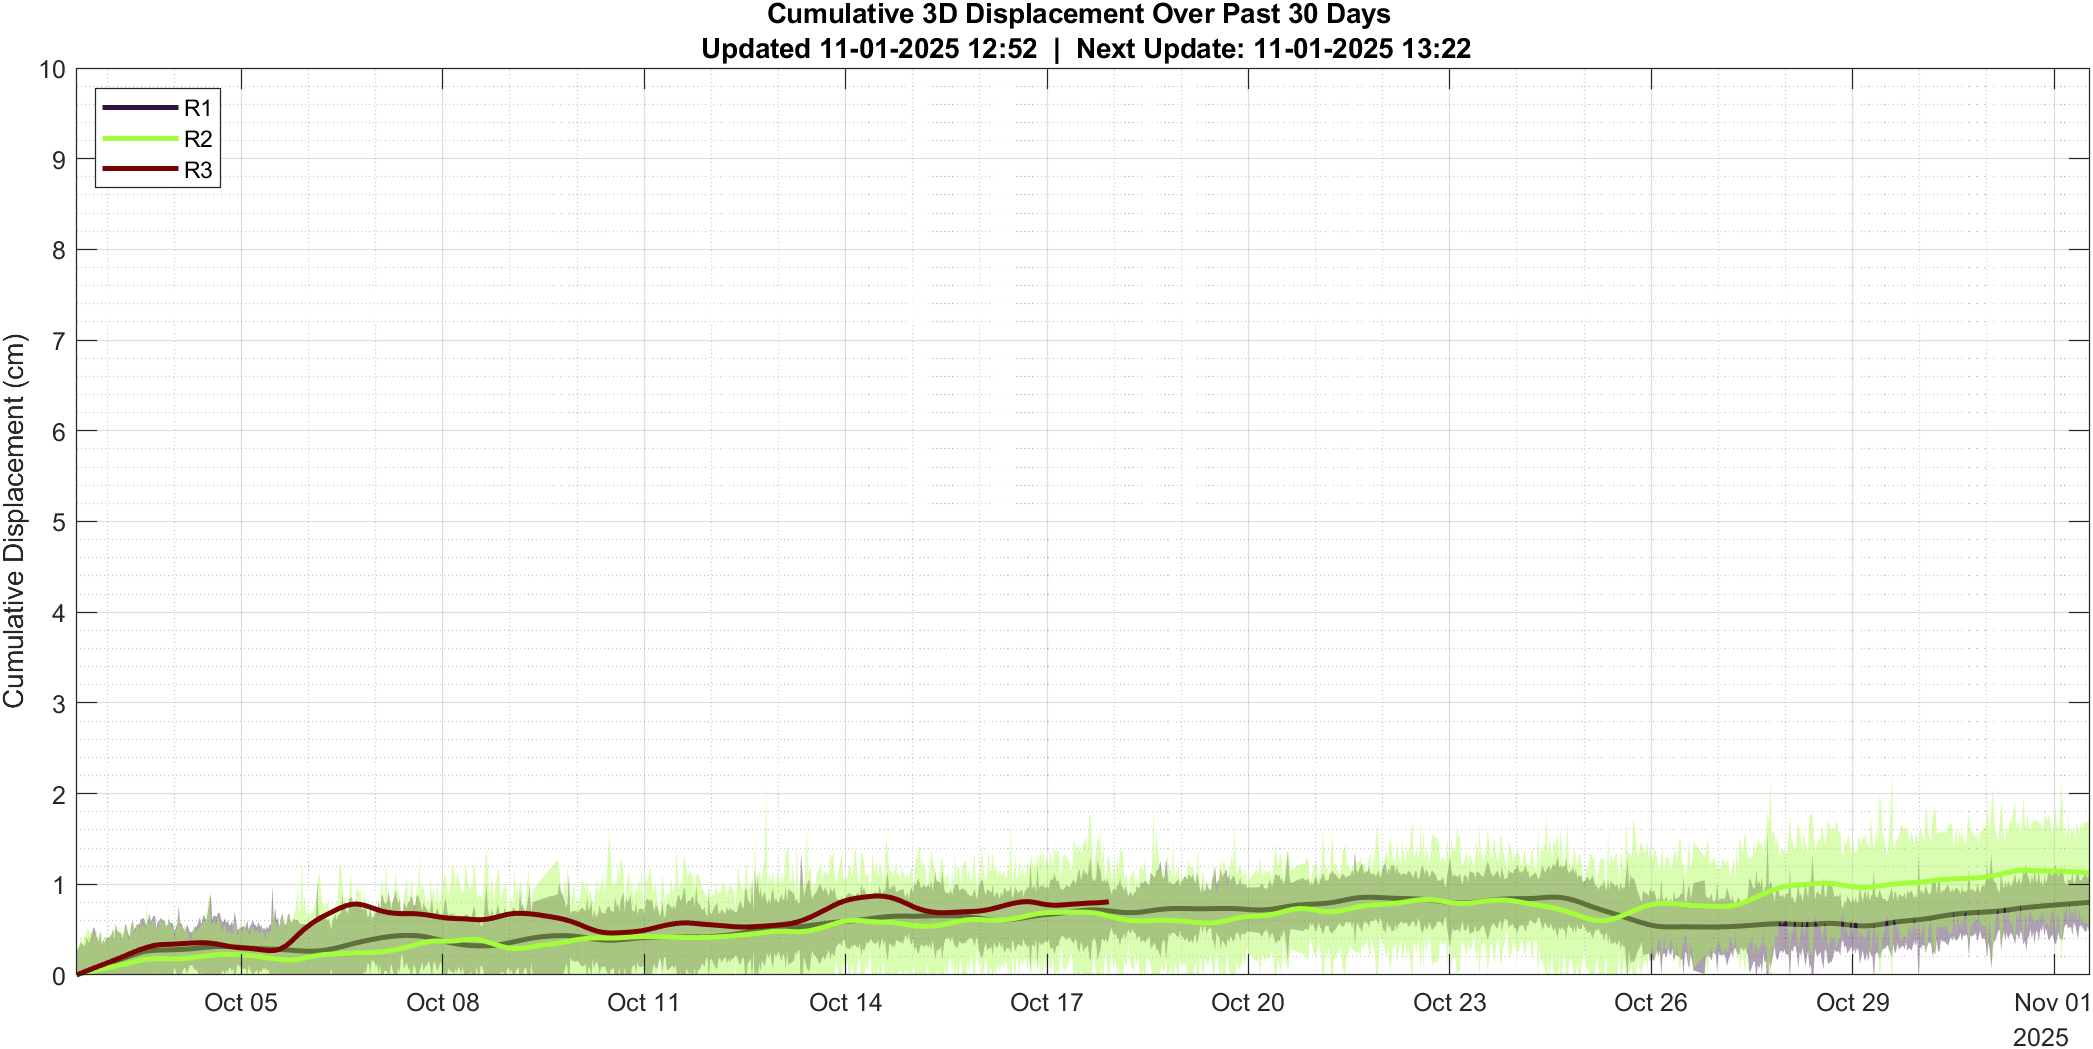 Cumulative 3D Displacement Over Past 30 Days
Updated 11-01-2025 12:52 | Next Update: 11-01-2025 13:22
R1
R2
R3
Cumulative Displacement (cm)
10
9
8
7
6
5
4
3
2
1
0
Oct 05
Oct 08
Oct 11
Oct 14
Oct 17
Oct 20
Oct 23
Oct 26
Oct 29
Nov 01
2025